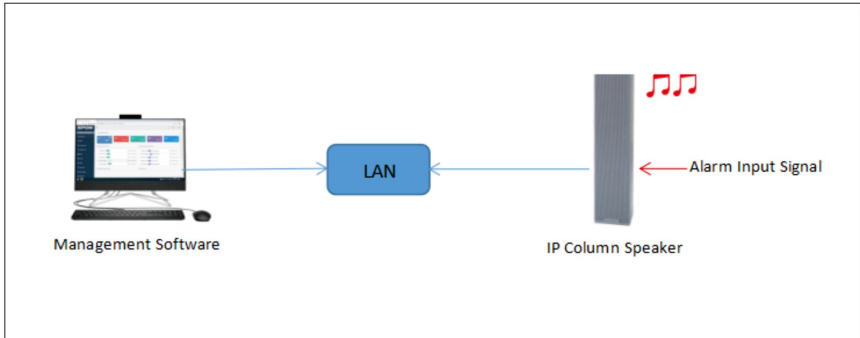 LAN
Alarm Input Signal
Management Software
IP Column Speaker